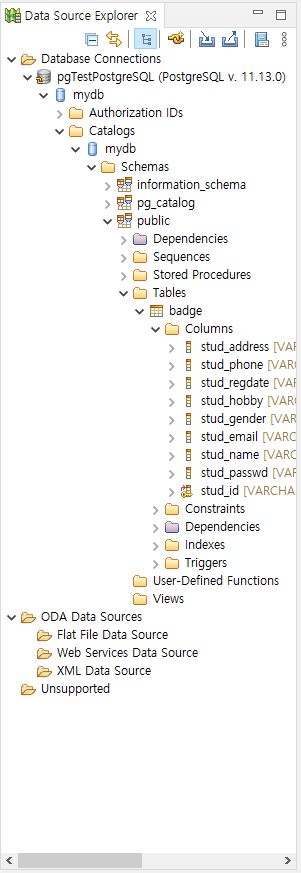 Data Source Explorer
Database Connections
pgTestPostgreSQL (PostgreSQL v. 11.13.0)
mydb
Authorization IDs
Catalogs
mydb
Schemas
information_schema
pg_catalog
public
Dependencies
Sequences
Stored Procedures
Tables
badge
Columns
stud_address [VAR
stud_phone [VARC
stud_regdate [VAR
stud_hobby [VARC
stud_gender [VAR
stud_email [VARC
stud_name [VARC
stud_passwd [VAR
stud_id [VARCHA
Constraints
Dependencies
Indexes
Triggers
User-Defined Functions
Views
ODA Data Sources
Flat File Data Source
Web Services Data Source
XML Data Source
Unsupported